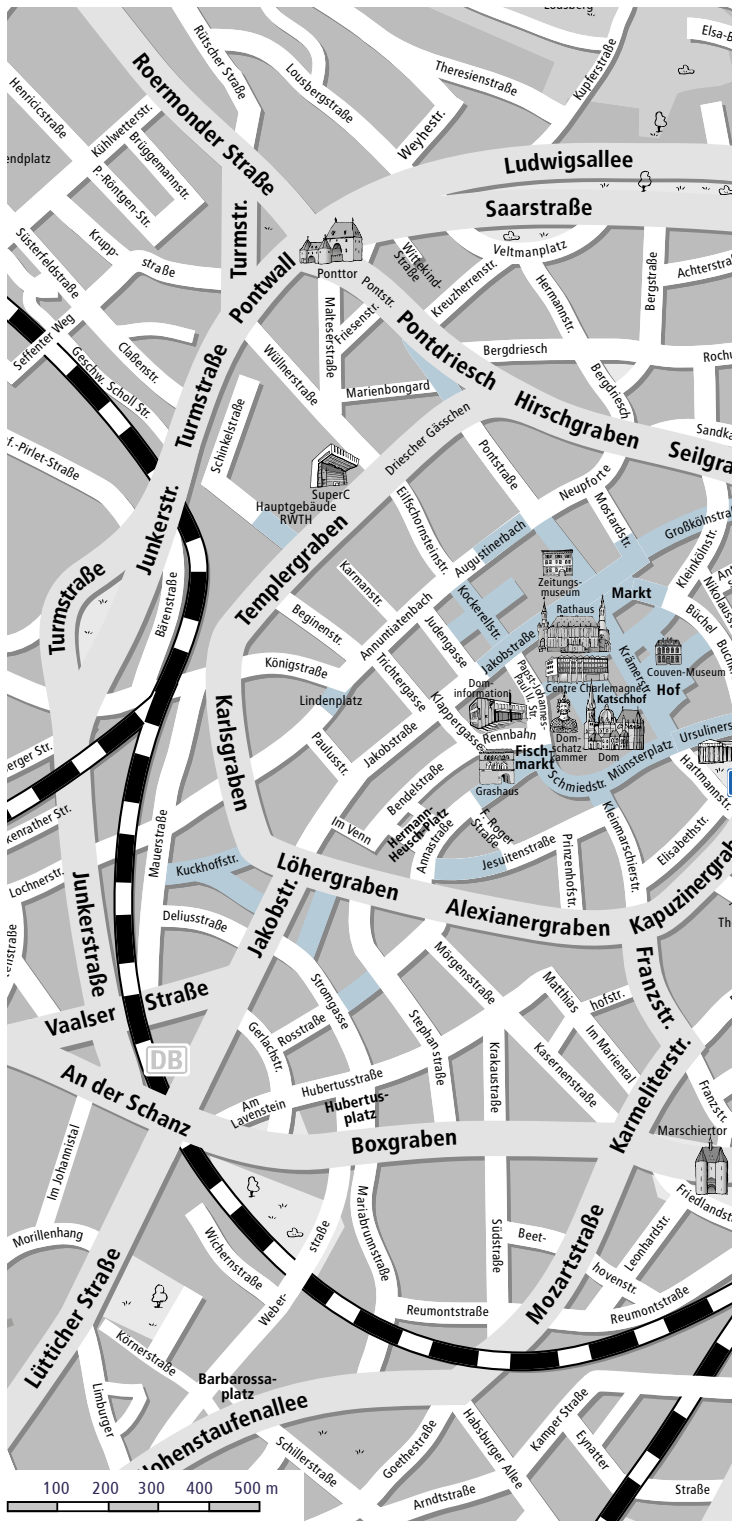 Lousberg
Elsa-B
Rütscher Straße
Roermonder Straße
Lousbergstraße
Theresienstraße
Kupferstraße
Weyhestr.
Henricistraße
Kühlwetterstr.
Brüggemannstr.
P.-Röntgen-Str.
endplatz
Ludwigsallee
Saarstraße
Veltmanplatz
Turmstr.
Pontwall
Ponttor
Wittekind-
Straße
Kreuzherrenstr.
Hermannstr.
Bergstraße
Achterstra
Süsterfeldstraße
Krupp-
straße
Pontstr.
Malteserstraße
Friesenstr.
Pontdriesch
Bergdriesch
Bergdriesch
Rochu
Seffenter Weg
Claßenstr.
Geschw. Scholl Str.
Turmstraße
Wüllnerstraße
Marienbongard
Hirschgraben
Sandka
Seilgra
f.-Pirlet-Straße
Schinkelstraße
Driescher Gässchen
Pontstraße
Neupforte
Mostardstr.
SuperC
Hauptgebäude
RWTH
Eilfschornsteinstr.
Großkölnstra
Junkerstr.
Templergraben
Augustinerbach
Kleinkölnstr.
An
Nikolausst
Turmstraße
Bärenstraße
Karmanstr.
Annuntiatenbach
Kockerellstr.
Zeitungs-
museum
Markt
Rathaus
Büchel
Buch
Beginenstr.
Judengasse
Jakobstraße
Krämerstr.
Couven-Museum
Königstraße
Trichtergasse
Papst-Johannes-
Paul II. Str.
Centre Charlemagne
Katschhof
Hof
Dom-
information
Lindenplatz
Klappergasse
Rennbahn
Fisch-
markt
Dom-
schatz
kammer
Dom
Münsterplatz
Ursuliners
Karlsgraben
Paulusstr.
Jakobstraße
Grashaus
Schmiedstr.
Hartmannstr.
erger Str.
Bendelstraße
kenrather Str.
Im Venn
Hermann-
Heusch-Platz
Annastraße
F. Roger
Straße
Jesuitenstraße
Prinzenhofstr.
Kleinmarschierstr.
Elisabethstr.
Mauerstraße
Kuckhoffstr.
Lochnerstr.
Löhergraben
Alexianergraben
Kapuzinergrab
Th
Junkerstraße
Deliusstraße
Jakobstr.
Franzstr.
Mörgensstraße
Matthias
hofstr.
Im Mariental
Vaalser Straße
Stromgasse
Gerlachstr.
Rosstraße
Stephanstraße
Krakaustraße
Kasernenstraße
DB
An der Schanz
Am
Lavenstein
Hubertusstraße
Hubertus-
platz
Karmeliterstr.
Franzstr.
Marschiertor
Boxgraben
Im Johannistal
Friedlandst
Morillenhang
Wichernstraße
Weber-
straße
Mariabrunnstraße
Südstraße
Beet-
hovenstr.
Leonhardstr.
Mozartstraße
Reumontstraße
Reumontstraße
Lütticher Straße
Körnerstraße
Limburger
Barbarossa-
platz
Hohenstaufenallee
Schillerstraße
Goethestraße
Habsburger Allee
Kamper Straße
Eynatter
Straße
Arndtstraße
100 200 300 400 500 m